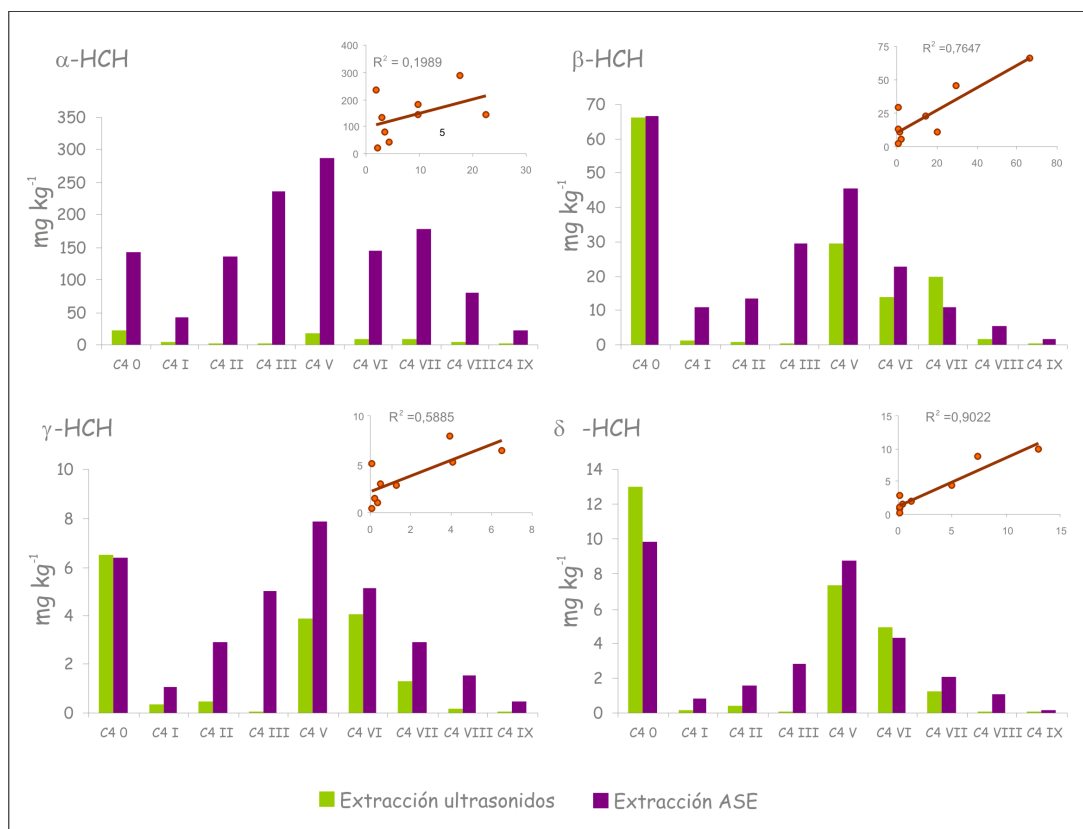 α-HCH
R² = 0,1989
400
300
200
100
0
5
0
10
20
30
350
300
250
200
150
100
50
0
mg kg⁻¹
C4 O
C4 I
C4 II
C4 III
C4 V
C4 VI
C4 VII
C4 VIII
C4 IX
β-HCH
R² =0,7647
75
50
25
0
0
20
40
60
80
70
60
50
40
30
20
10
0
mg kg⁻¹
C4 O
C4 I
C4 II
C4 III
C4 V
C4 VI
C4 VII
C4 VIII
C4 IX
γ-HCH
R² =0,5885
10
5
0
0
2
4
6
8
10
8
6
4
2
0
mg kg⁻¹
C4 O
C4 I
C4 II
C4 III
C4 V
C4 VI
C4 VII
C4 VIII
C4 IX
δ -HCH
R² =0,9022
15
10
5
0
0
5
10
15
14
12
10
8
6
4
2
0
mg kg⁻¹
C4 O
C4 I
C4 II
C4 III
C4 V
C4 VI
C4 VII
C4 VIII
C4 IX
Extracción ultrasonidos
Extracción ASE